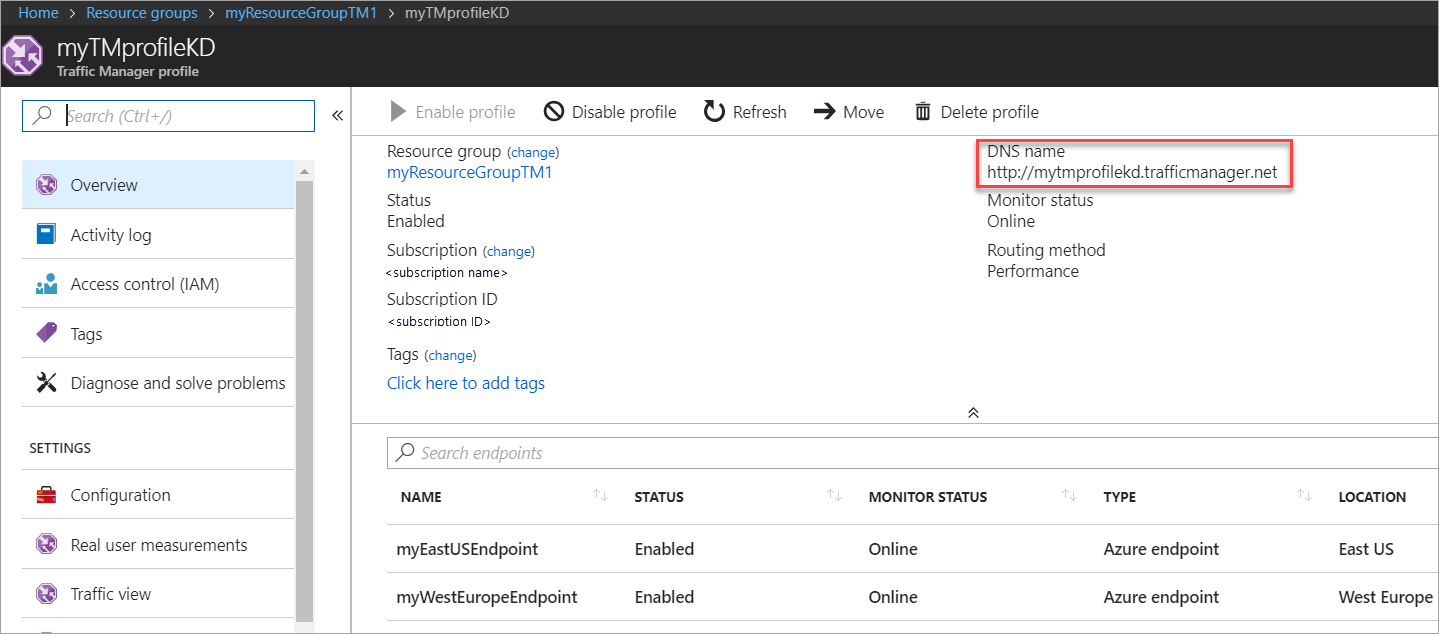 Home > Resource groups > myResourceGroupTM1 > myTMprofileKD
myTMprofileKD
Traffic Manager profile
Search (Ctrl+/)
«
Overview
Activity log
Access control (IAM)
Tags
Diagnose and solve problems
SETTINGS
Configuration
Real user measurements
Traffic view
Enable profile Disable profile Refresh Move Delete profile
Resource group (change)
myResourceGroupTM1
Status
Enabled
Subscription (change)
<subscription name>
Subscription ID
<subscription ID>
Tags (change)
Click here to add tags
DNS name
http://mytmprofilekd.trafficmanager.net
Monitor status
Online
Routing method
Performance
Search endpoints
NAME STATUS MONITOR STATUS TYPE LOCATION
myEastUSEndpoint Enabled Online Azure endpoint East US
myWestEuropeEndpoint Enabled Online Azure endpoint West Europe